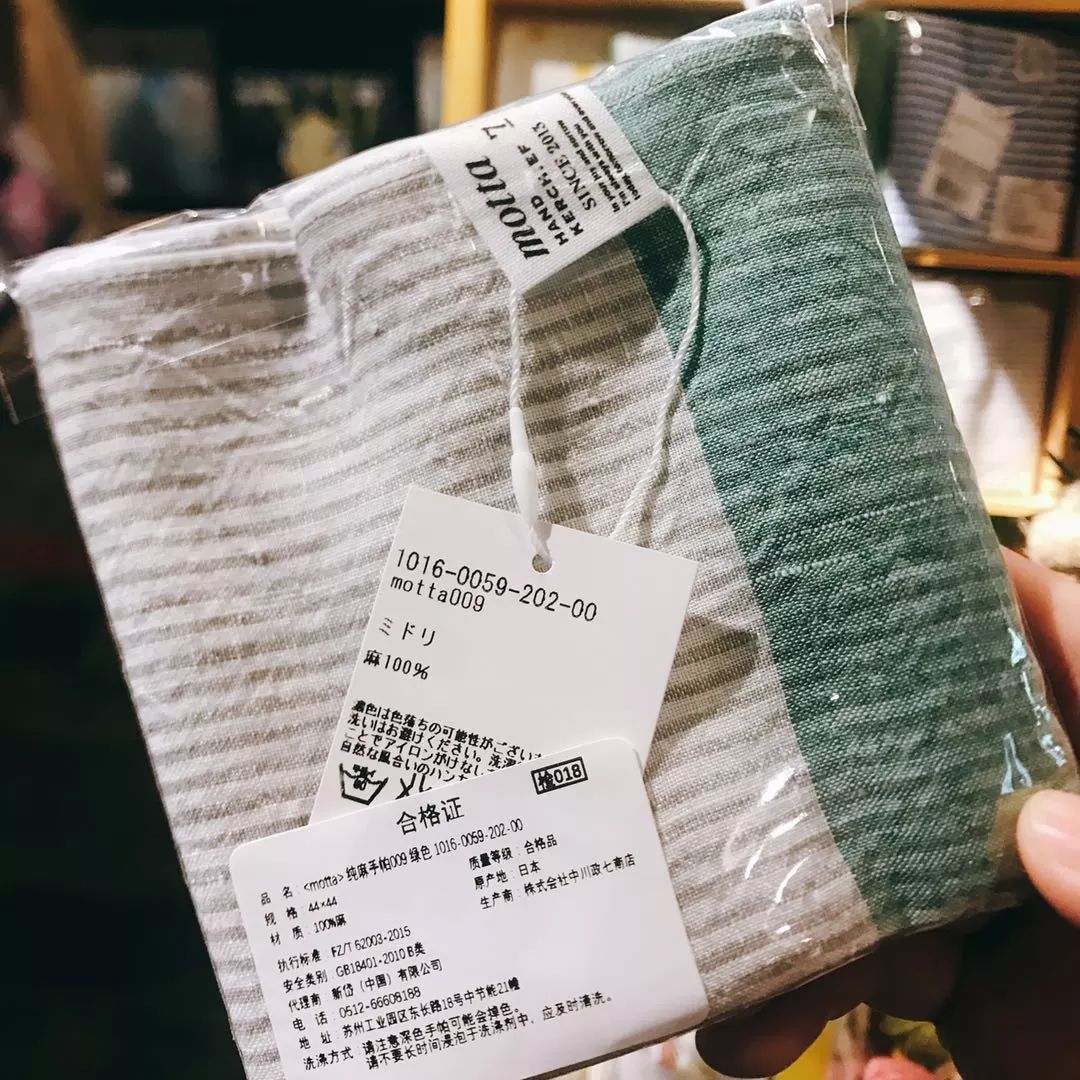 motta
HAND
KERCHIEF
SINCE 2013
1016-0059-202-00
motta009
ミドリ
麻100%
濃色は色落ちの可能性がござい
洗いはお避けください。洗濯
ことでアイロンがけなし
自然な風合いのハン
検018
合格证
品 名：<motta>纯麻手帕009 绿色 1016-0059-202-00
规 格：44×44
材 质：100%麻
质量等级：合格品
原产地：日本
生产商：株式会社中川政七商店
执行标准：FZ/T 62003-2015
安全类别：GB18401-2010 B类
代理商：新岱（中国）有限公司
电 话：0512-66608188
地 址：苏州工业园区东长路18号中节能21幢
洗涤方式：请注意深色手帕可能会掉色。
请不要长时间浸泡于洗涤剂中，应及时清洗。